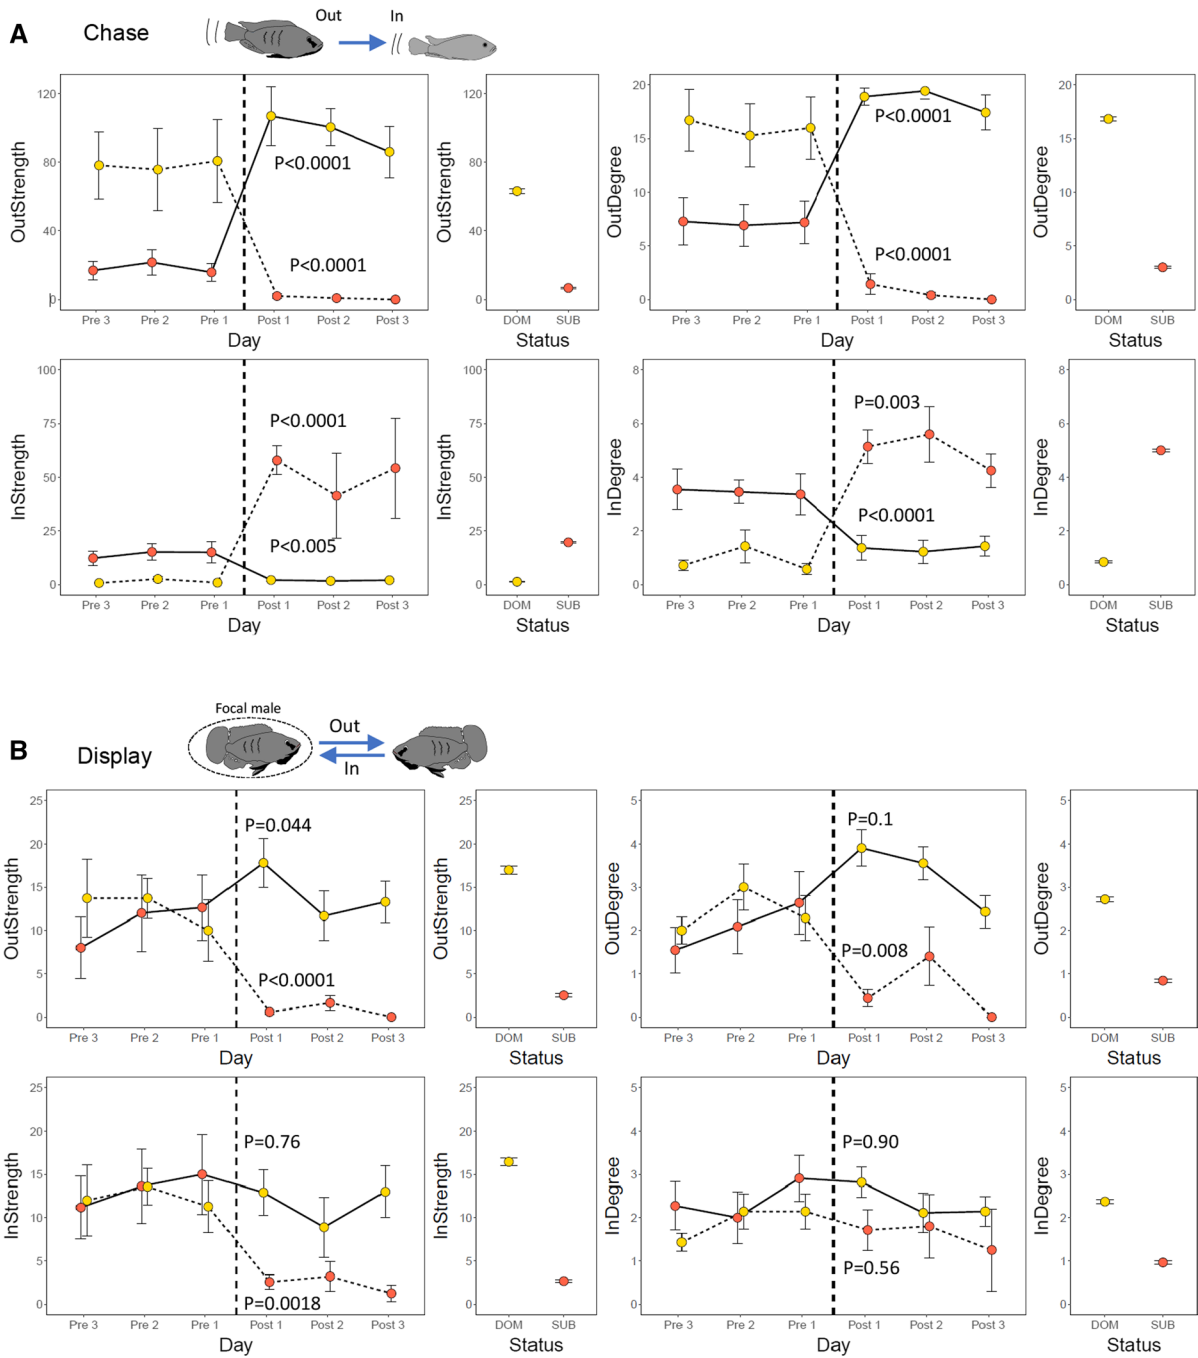 A Chase
Out In
OutStrength
120
80
40
0
P<0.0001
P<0.0001
Pre 3 Pre 2 Pre 1 Post 1 Post 2 Post 3
Day
OutStrength
120
80
40
0
DOM SUB
Status
OutDegree
20
15
10
5
0
P<0.0001
P<0.0001
Pre 3 Pre 2 Pre 1 Post 1 Post 2 Post 3
Day
OutDegree
20
15
10
5
0
DOM SUB
Status
InStrength
100
75
50
25
0
P<0.0001
P<0.005
Pre 3 Pre 2 Pre 1 Post 1 Post 2 Post 3
Day
InStrength
100
75
50
25
0
DOM SUB
Status
InDegree
8
6
4
2
0
P=0.003
P<0.0001
Pre 3 Pre 2 Pre 1 Post 1 Post 2 Post 3
Day
InDegree
8
6
4
2
0
DOM SUB
Status
B Display
Focal male
Out
In
OutStrength
25
20
15
10
5
0
P=0.044
P<0.0001
Pre 3 Pre 2 Pre 1 Post 1 Post 2 Post 3
Day
OutStrength
25
20
15
10
5
0
DOM SUB
Status
OutDegree
5
4
3
2
1
0
P=0.1
P=0.008
Pre 3 Pre 2 Pre 1 Post 1 Post 2 Post 3
Day
OutDegree
5
4
3
2
1
0
DOM SUB
Status
InStrength
25
20
15
10
5
0
P=0.76
P=0.0018
Pre 3 Pre 2 Pre 1 Post 1 Post 2 Post 3
Day
InStrength
25
20
15
10
5
0
DOM SUB
Status
InDegree
5
4
3
2
1
0
P=0.90
P=0.56
Pre 3 Pre 2 Pre 1 Post 1 Post 2 Post 3
Day
InDegree
5
4
3
2
1
0
DOM SUB
Status